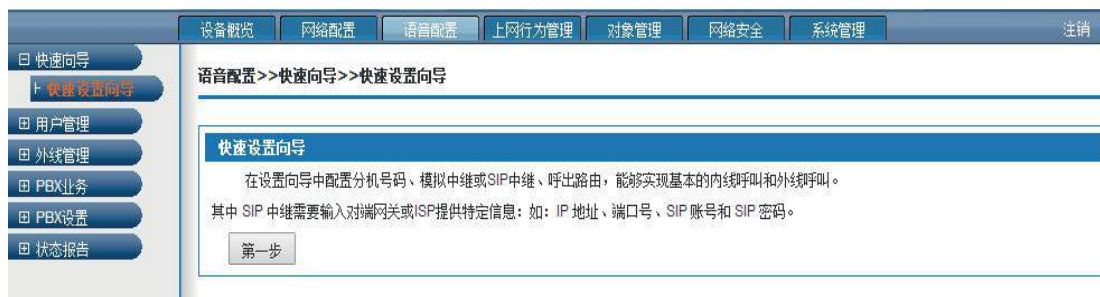 设备概览 网络配置 语音配置 上网行为管理 对象管理 网络安全 系统管理 注销
快速向导
快速设置向导
用户管理
外线管理
PBX业务
PBX设置
状态报告
语音配置>>快速向导>>快速设置向导
快速设置向导
在设置向导中配置分机号码、模拟中继或SIP中继、呼出路由，能够实现基本的内线呼叫和外线呼叫。
其中 SIP 中继需要输入对端网关或ISP提供特定信息：如：IP 地址、端口号、SIP 账号和 SIP 密码。
第一步